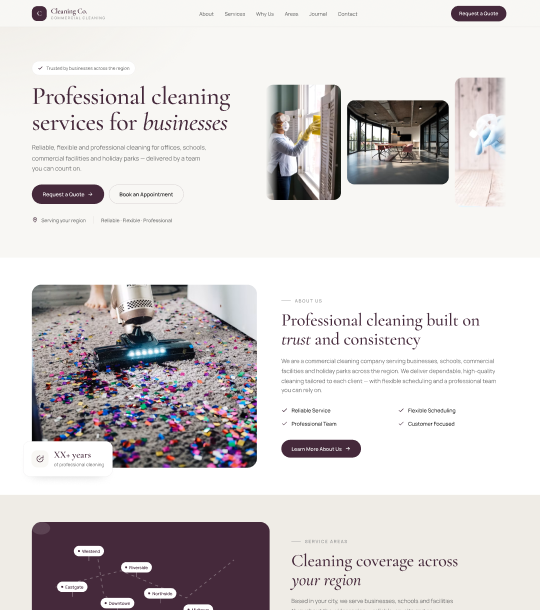 C
Cleaning Co.
COMMERCIAL CLEANING
About
Services
Why Us
Areas
Journal
Contact
Request a Quote
Trusted by businesses across the region
Professional cleaning
services for businesses
Reliable, flexible and professional cleaning for offices, schools,
commercial facilities and holiday parks — delivered by a team
you can count on.
Request a Quote →
Book an Appointment
Serving your region
Reliable · Flexible · Professional
ABOUT US
Professional cleaning built on
trust and consistency
We are a commercial cleaning company serving businesses, schools, commercial
facilities and holiday parks across the region. We deliver dependable, high-quality
cleaning tailored to each client — with flexible scheduling and a professional team
you can rely on.
Reliable Service
Flexible Scheduling
Professional Team
Customer Focused
Learn More About Us →
XX+ years
of professional cleaning
SERVICE AREAS
Cleaning coverage across
your region
Based in your city, we serve businesses, schools and facilities
Westend
Riverside
Eastgate
Northside
Downtown